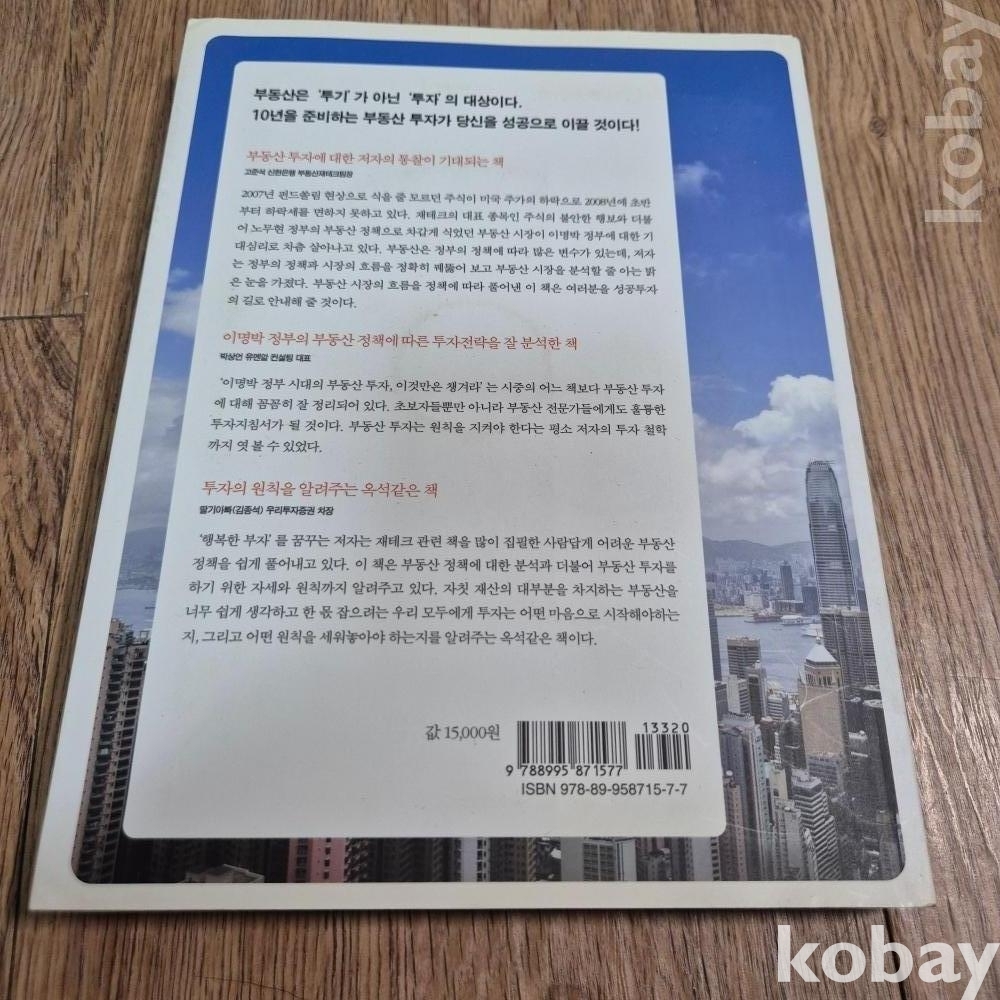 부동산은 '투기'가 아닌 '투자'의 대상이다.
10년을 준비하는 부동산 투자가 당신을 성공으로 이끌 것이다!
부동산 투자에 대한 저자의 통찰이 기대되는 책
고준석 신한은행 부동산재테크팀장
2007년 펀드쏠림 현상으로 식을 줄 모르던 주식이 미국 주가의 하락으로 2008년에 초반
부터 하락세를 면하지 못하고 있다. 재테크의 대표 종목인 주식의 불안한 행보와 더불
어 노무현 정부의 부동산 정책으로 차갑게 식었던 부동산 시장이 이명박 정부에 대한 기
대심리로 차츰 살아나고 있다. 부동산은 정부의 정책에 따라 많은 변수가 있는데, 저자
는 정부의 정책과 시장의 흐름을 정확히 꿰뚫어 보고 부동산 시장을 분석할 줄 아는 밝
은 눈을 가졌다. 부동산 시장의 흐름을 정책에 따라 풀어낸 이 책은 여러분을 성공투자
의 길로 안내해 줄 것이다.
이명박 정부의 부동산 정책에 따른 투자전략을 잘 분석한 책
박상언 유엔알 컨설팅 대표
'이명박 정부 시대의 부동산 투자, 이것만은 챙겨라'는 시중의 어느 책보다 부동산 투자
에 대해 꼼꼼히 잘 정리되어 있다. 초보자들뿐만 아니라 부동산 전문가들에게도 훌륭한
투자지침서가 될 것이다. 부동산 투자는 원칙을 지켜야 한다는 평소 저자의 투자 철학
까지 엿 볼 수 있었다.
투자의 원칙을 알려주는 옥석같은 책
딸기아빠(김종석) 우리투자증권 차장
'행복한 부자'를 꿈꾸는 저자는 재테크 관련 책을 많이 집필한 사람답게 어려운 부동산
정책을 쉽게 풀어내고 있다. 이 책은 부동산 정책에 대한 분석과 더불어 부동산 투자를
하기 위한 자세와 원칙까지 알려주고 있다. 자칫 재산의 대부분을 차지하는 부동산을
너무 쉽게 생각하고 한 몫 잡으려는 우리 모두에게 투자는 어떤 마음으로 시작해야하는
지, 그리고 어떤 원칙을 세워놓아야 하는지를 알려주는 옥석같은 책이다.
값 15,000원
13320
9 788995 871577
ISBN 978-89-958715-7-7
kobay
kobay